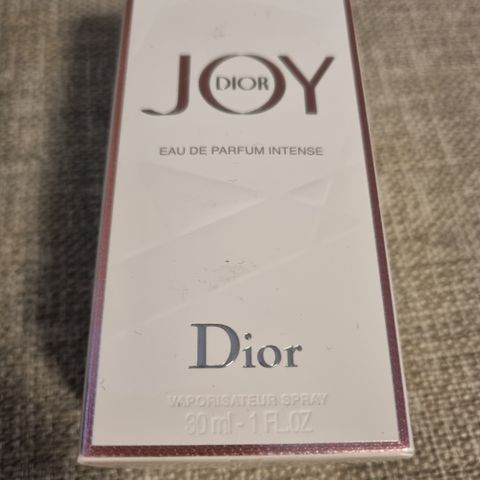 JOY
DIOR
EAU DE PARFUM INTENSE
Dior
VAPORISATEUR SPRAY
30 ml - 1 FL.OZ